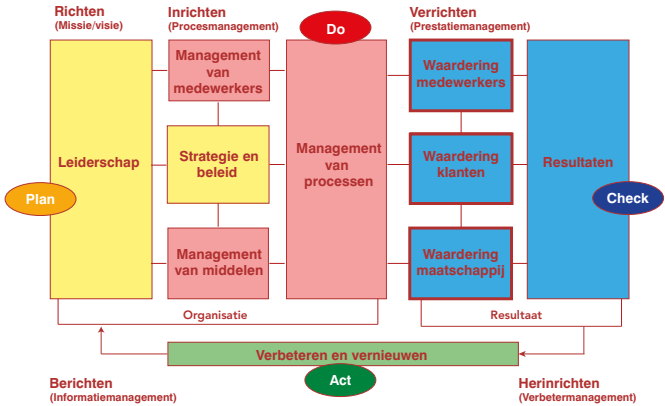 Richten
(Missie/visie)
Inrichten
(Procesmanagement)
Do
Verrichten
(Prestatiemanagement)
Management
van
medewerkers
Waardering
medewerkers
Leiderschap
Strategie en
beleid
Management
van
processen
Waardering
klanten
Resultaten
Plan
Check
Management
van middelen
Waardering
maatschappij
Organisatie
Resultaat
Verbeteren en vernieuwen
Act
Berichten
(Informatiemanagement)
Herinrichten
(Verbetermanagement)